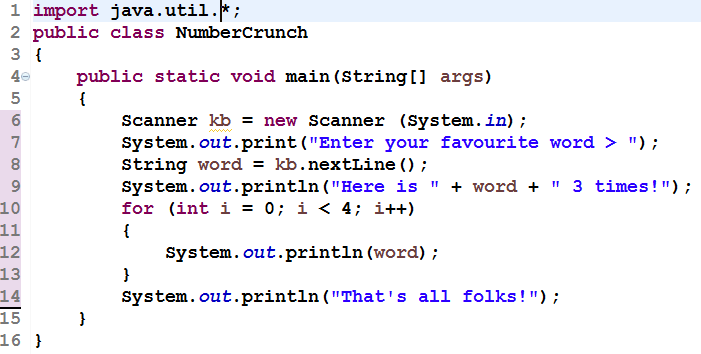 1 import java.util.*;
2 public class NumberCrunch
3 {
4 public static void main(String[] args)
5 {
6 Scanner kb = new Scanner (System.in);
7 System.out.print("Enter your favourite word > ");
8 String word = kb.nextLine();
9 System.out.println("Here is " + word + " 3 times!");
10 for (int i = 0; i < 4; i++)
11 {
12 System.out.println(word);
13 }
14 System.out.println("That's all folks!");
15 }
16 }